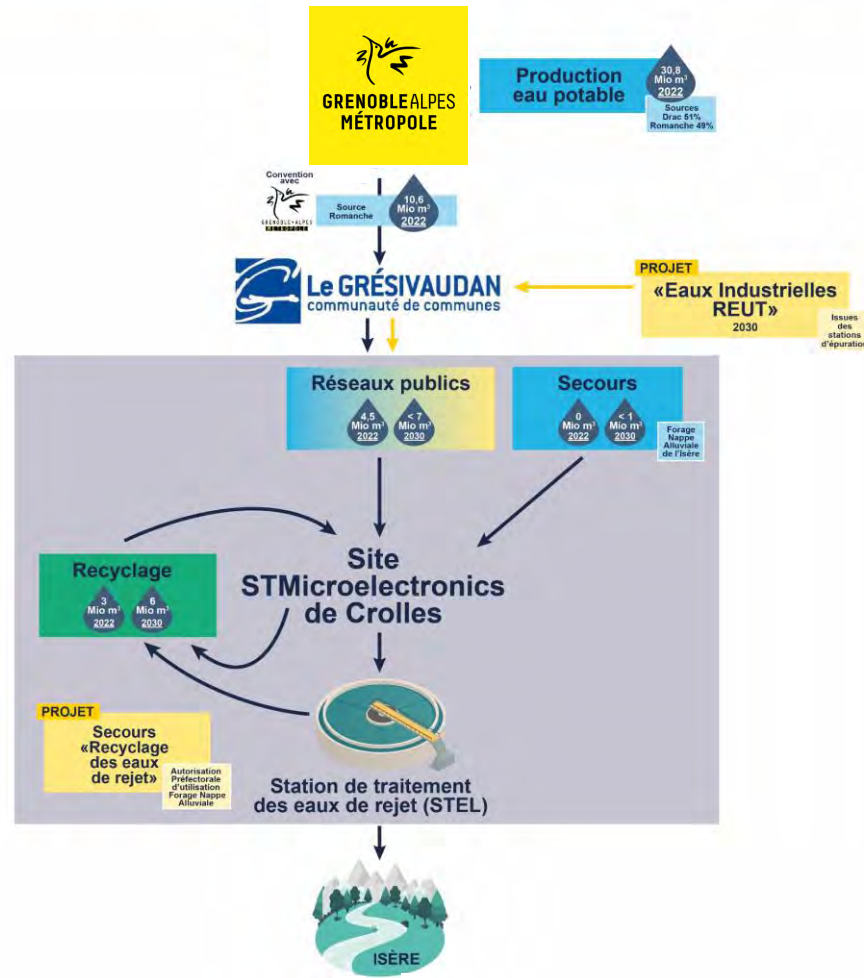 GRENOBLEALPES
MÉTROPOLE
Production
eau potable
30,8
Mio m³
2022
Sources
Drac 51%
Romanche 49%
Convention
avec
GRENOBLE-ALPES
MÉTROPOLE
Source
Romanche
10,6
Mio m³
2022
Le GRÉSIVAUDAN
communauté de communes
PROJET
«Eaux Industrielles
REUT»
2030
Issues
des
stations
d'épuration
Réseaux publics
4,5
Mio m³
2022
< 7
Mio m³
2030
Secours
0
Mio m³
2022
< 1
Mio m³
2030
Forage
Nappe
Alluviale
de l'Isère
Site
STMicroelectronics
de Crolles
Recyclage
3
Mio m³
2022
6
Mio m³
2030
PROJET
Secours
«Recyclage
des eaux
de rejet»
Autorisation
Préfectorale
d'utilisation
Forage Nappe
Alluviale
Station de traitement
des eaux de rejet (STEL)
ISÈRE